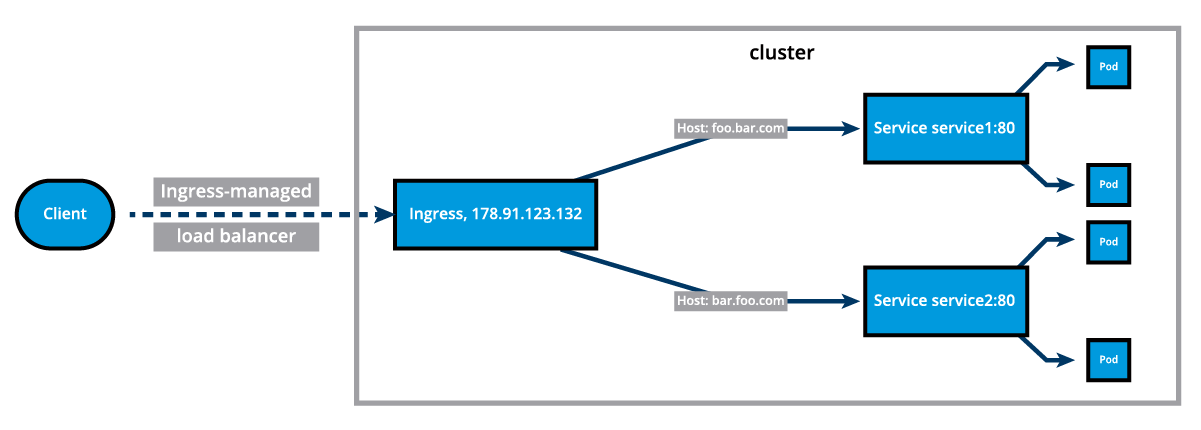 cluster
Client
Ingress-managed
load balancer
Ingress, 178.91.123.132
Host: foo.bar.com
Service service1:80
Pod
Pod
Host: bar.foo.com
Service service2:80
Pod
Pod